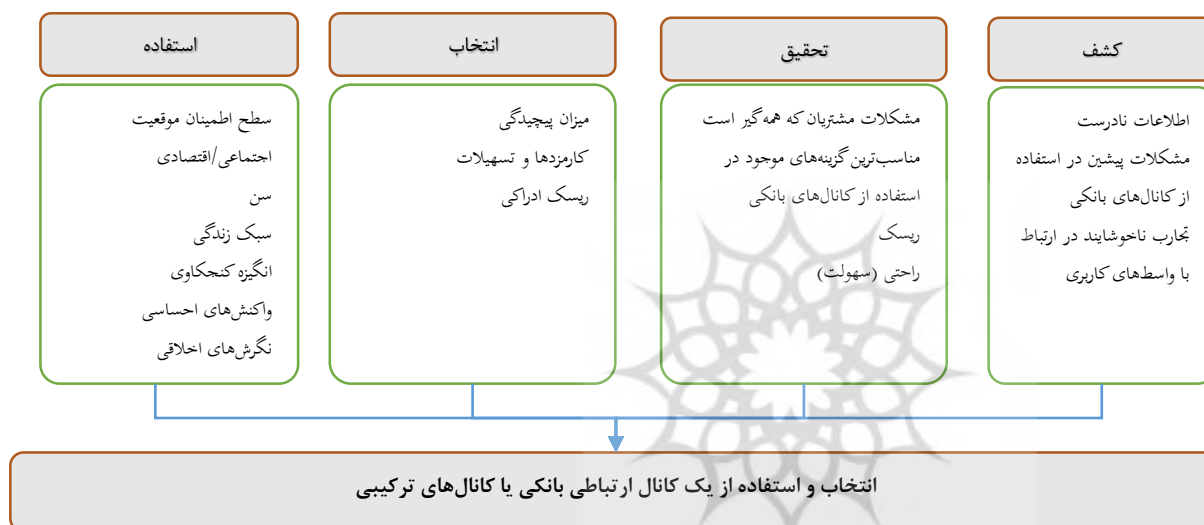 کشف
اطلاعات نادرست
مشکلات پیشین در استفاده
از کانال‌های بانکی
تجارب ناخوشایند در ارتباط
با واسط‌های کاربری
تحقیق
مشکلات مشتریان که همه‌گیر است
مناسب‌ترین گزینه‌های موجود در
استفاده از کانال‌های بانکی
ریسک
راحتی (سهولت)
انتخاب
میزان پیچیدگی
کارمزدها و تسهیلات
ریسک ادراکی
استفاده
سطح اطمینان موقعیت
اجتماعی/اقتصادی
سن
سبک زندگی
انگیزه کنجکاوی
واکنش‌های احساسی
نگرش‌های اخلاقی
انتخاب و استفاده از یک کانال ارتباطی بانکی یا کانال‌های ترکیبی